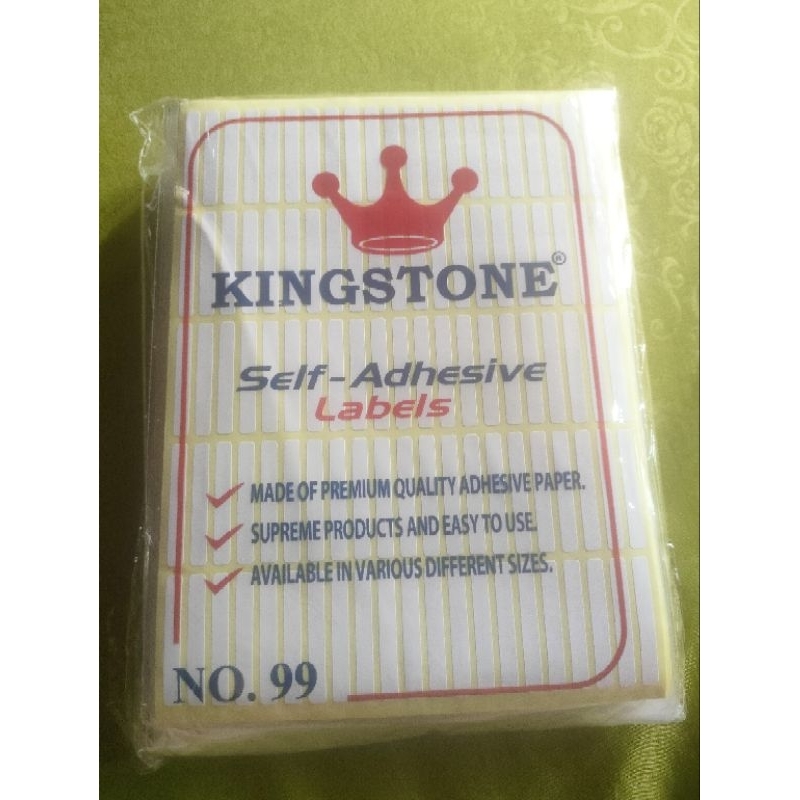 KINGSTONE®
Self-Adhesive
Labels
MADE OF PREMIUM QUALITY ADHESIVE PAPER.
SUPREME PRODUCTS AND EASY TO USE.
AVAILABLE IN VARIOUS DIFFERENT SIZES.
NO. 99